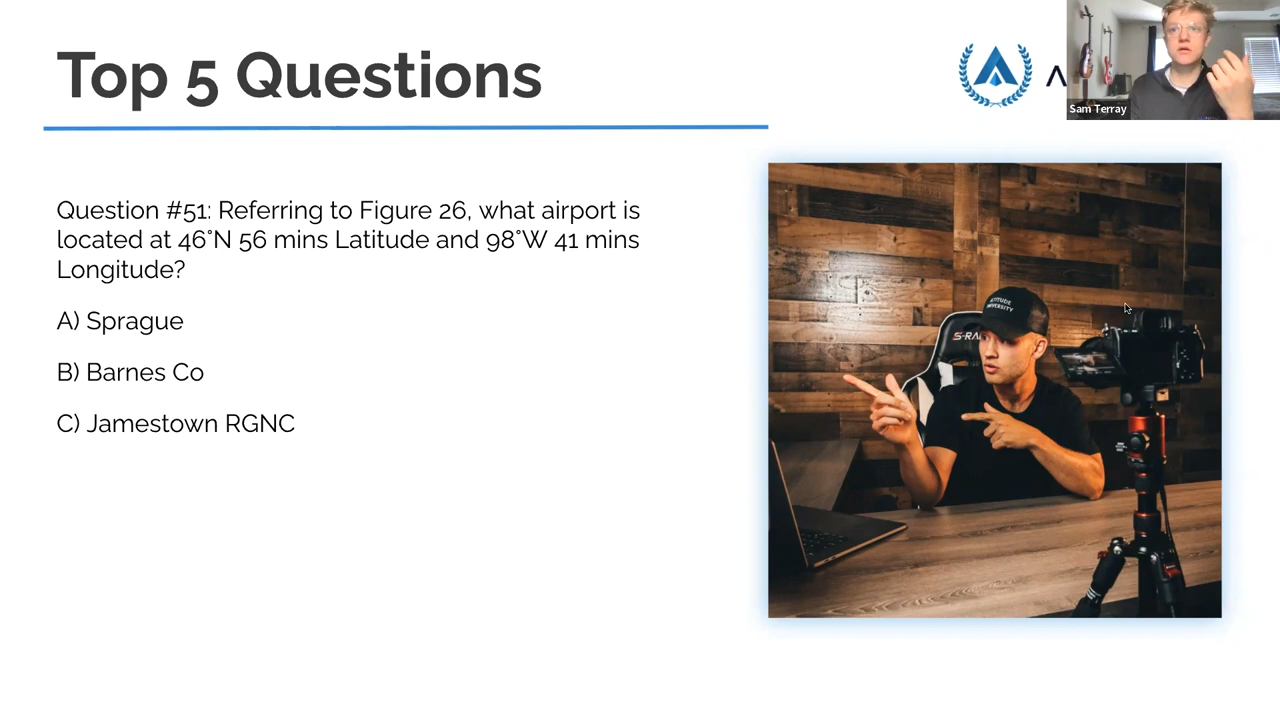 Top 5 Questions
Sam Terray
Question #51: Referring to Figure 26, what airport is
located at 46°N 56 mins Latitude and 98°W 41 mins
Longitude?
A) Sprague
B) Barnes Co
C) Jamestown RGNC